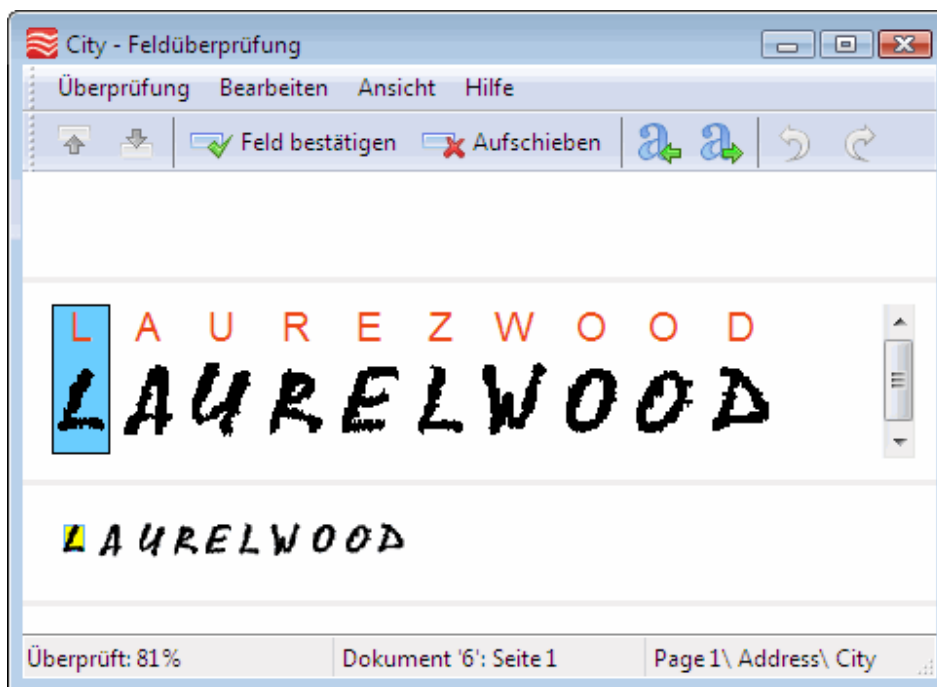 City - Feldüberprüfung
Überprüfung Bearbeiten Ansicht Hilfe
Feld bestätigen Aufschieben a a
L A U R E Z W O O D
LAURELWOOD
LAURELWOOD
Überprüft: 81% Dokument '6': Seite 1 Page 1\ Address\ City